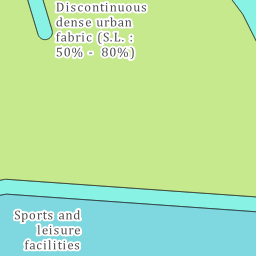 Discontinuous
dense urban
fabric (S.L. :
50% -  80%)
Sports and
leisure
facilities